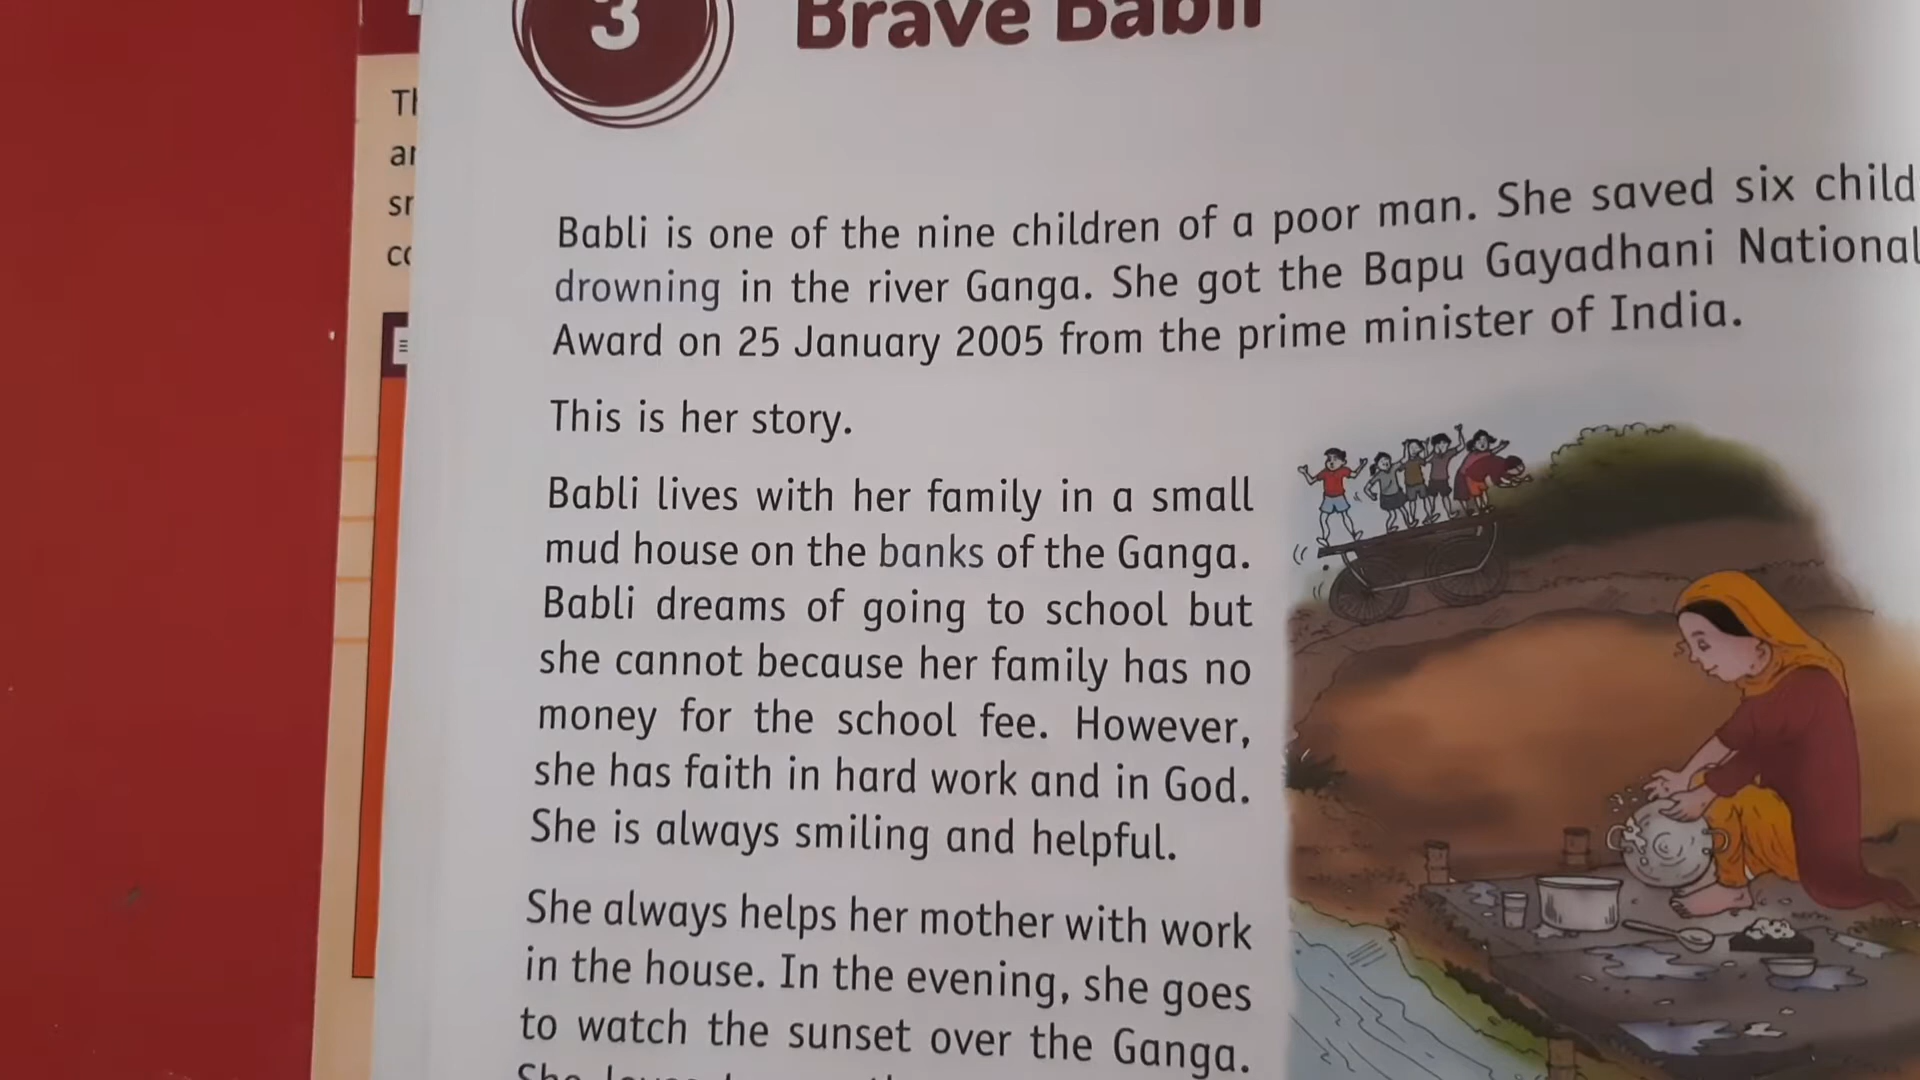 3
Brave Babli
Babli is one of the nine children of a poor man. She saved six child
drowning in the river Ganga. She got the Bapu Gayadhani National
Award on 25 January 2005 from the prime minister of India.
This is her story.
Babli lives with her family in a small
mud house on the banks of the Ganga.
Babli dreams of going to school but
she cannot because her family has no
money for the school fee. However,
she has faith in hard work and in God.
She is always smiling and helpful.
She always helps her mother with work
in the house. In the evening, she goes
to watch the sunset over the Ganga.
She